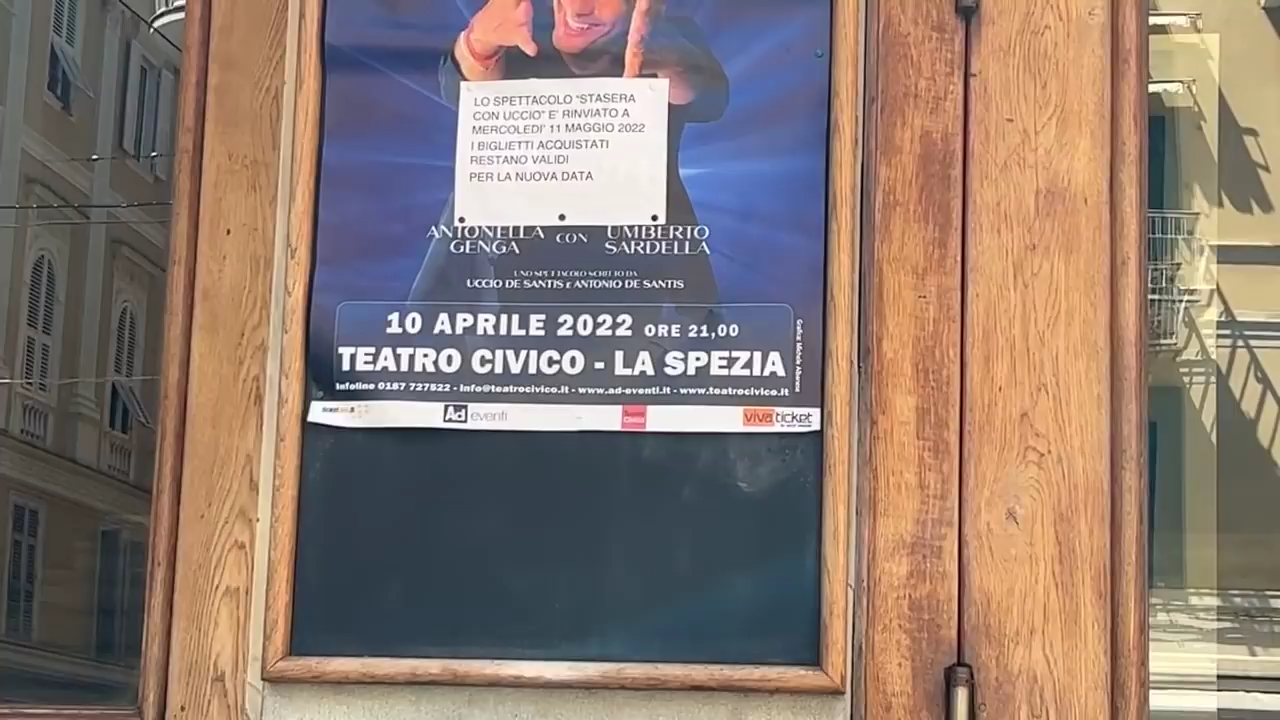 LO SPETTACOLO "STASERA
CON UCCIO" E' RINVIATO A
MERCOLEDI' 11 MAGGIO 2022
I BIGLIETTI ACQUISTATI
RESTANO VALIDI
PER LA NUOVA DATA
ANTONELLA GENGA CON UMBERTO SARDELLA
UNO SPETTACOLO SCRITTO DA
UCCIO DE SANTIS E ANTONIO DE SANTIS
10 APRILE 2022 ORE 21,00
TEATRO CIVICO - LA SPEZIA
Infoline 0187 727522 - info@teatrocivico.it - www.ad-eventi.it - www.teatrocivico.it
Ad eventi
vivaticket